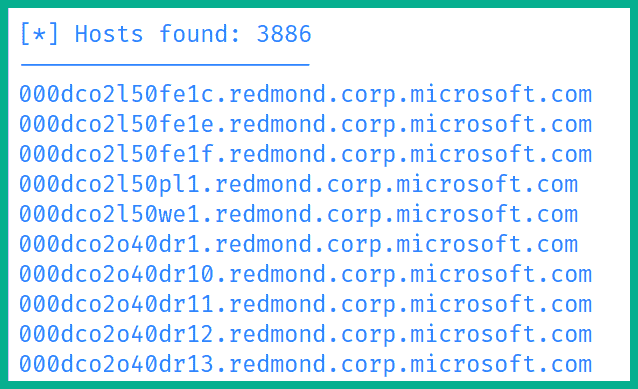 [*] Hosts found: 3886
---------------------
000dco2l50fe1c.redmond.corp.microsoft.com
000dco2l50fe1e.redmond.corp.microsoft.com
000dco2l50fe1f.redmond.corp.microsoft.com
000dco2l50pl1.redmond.corp.microsoft.com
000dco2l50we1.redmond.corp.microsoft.com
000dco2o40dr1.redmond.corp.microsoft.com
000dco2o40dr10.redmond.corp.microsoft.com
000dco2o40dr11.redmond.corp.microsoft.com
000dco2o40dr12.redmond.corp.microsoft.com
000dco2o40dr13.redmond.corp.microsoft.com